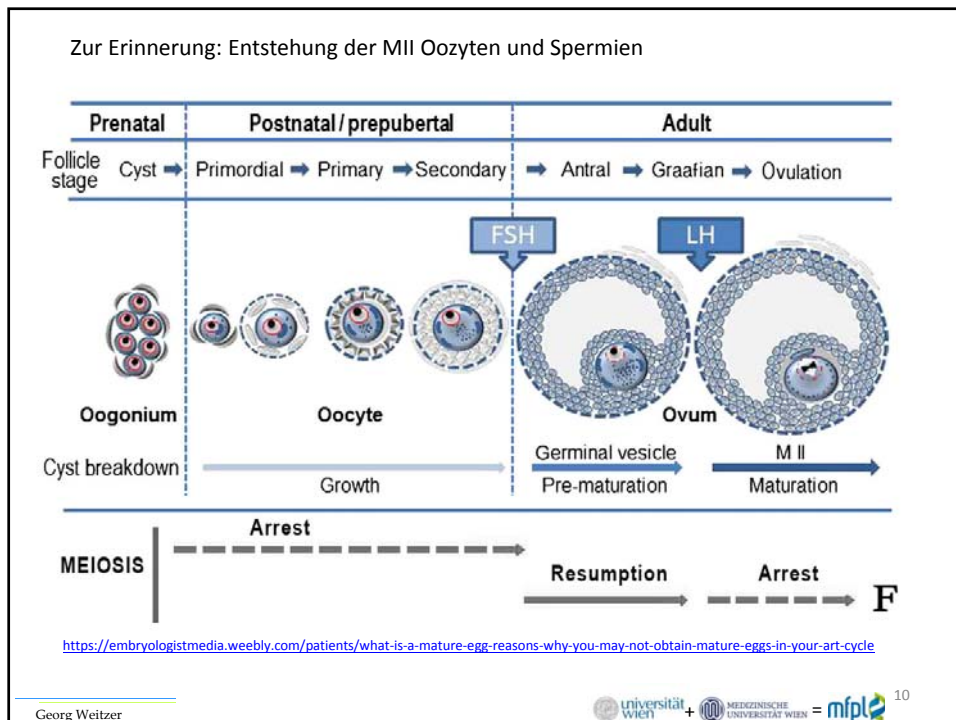 Zur Erinnerung: Entstehung der MII Oozyten und Spermien
Prenatal Postnatal / prepubertal Adult
Follicle stage Cyst Primordial Primary Secondary Antral Graafian Ovulation
FSH LH
Oogonium Oocyte Ovum
Cyst breakdown Growth Germinal vesicle M II
Pre-maturation Maturation
Arrest
MEIOSIS Resumption Arrest F
https://embryologistmedia.weebly.com/patients/what-is-a-mature-egg-reasons-why-you-may-not-obtain-mature-eggs-in-your-art-cycle
Georg Weitzer universität wien + MEDIZINISCHE UNIVERSITÄT WIEN = mfpl 10